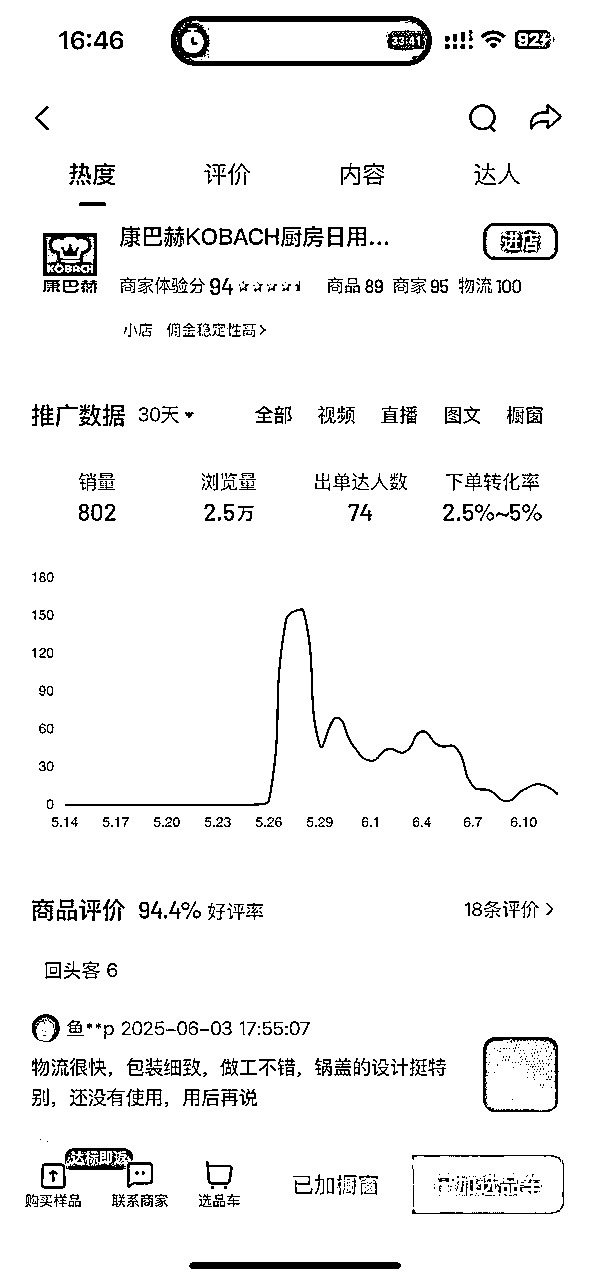 16:46
33:41
92
热度 评价 内容 达人
康巴赫KOBACH厨房日用...
进店
KOBACH
康巴赫
商家体验分 94 商品 89 商家 95 物流 100
小店 佣金稳定性高>
推广数据 30天 全部 视频 直播 图文 橱窗
销量 浏览量 出单达人数 下单转化率
802 2.5万 74 2.5%~5%
180
150
120
90
60
30
0
5.14 5.17 5.20 5.23 5.26 5.29 6.1 6.4 6.7 6.10
商品评价 94.4% 好评率 18条评价 >
回头客 6
鱼**p 2025-06-03 17:55:07
物流很快，包装细致，做工不错，锅盖的设计挺特
别，还没有使用，用后再说
达标即返
购买样品 联系商家 选品车 已加橱窗 已加选品车